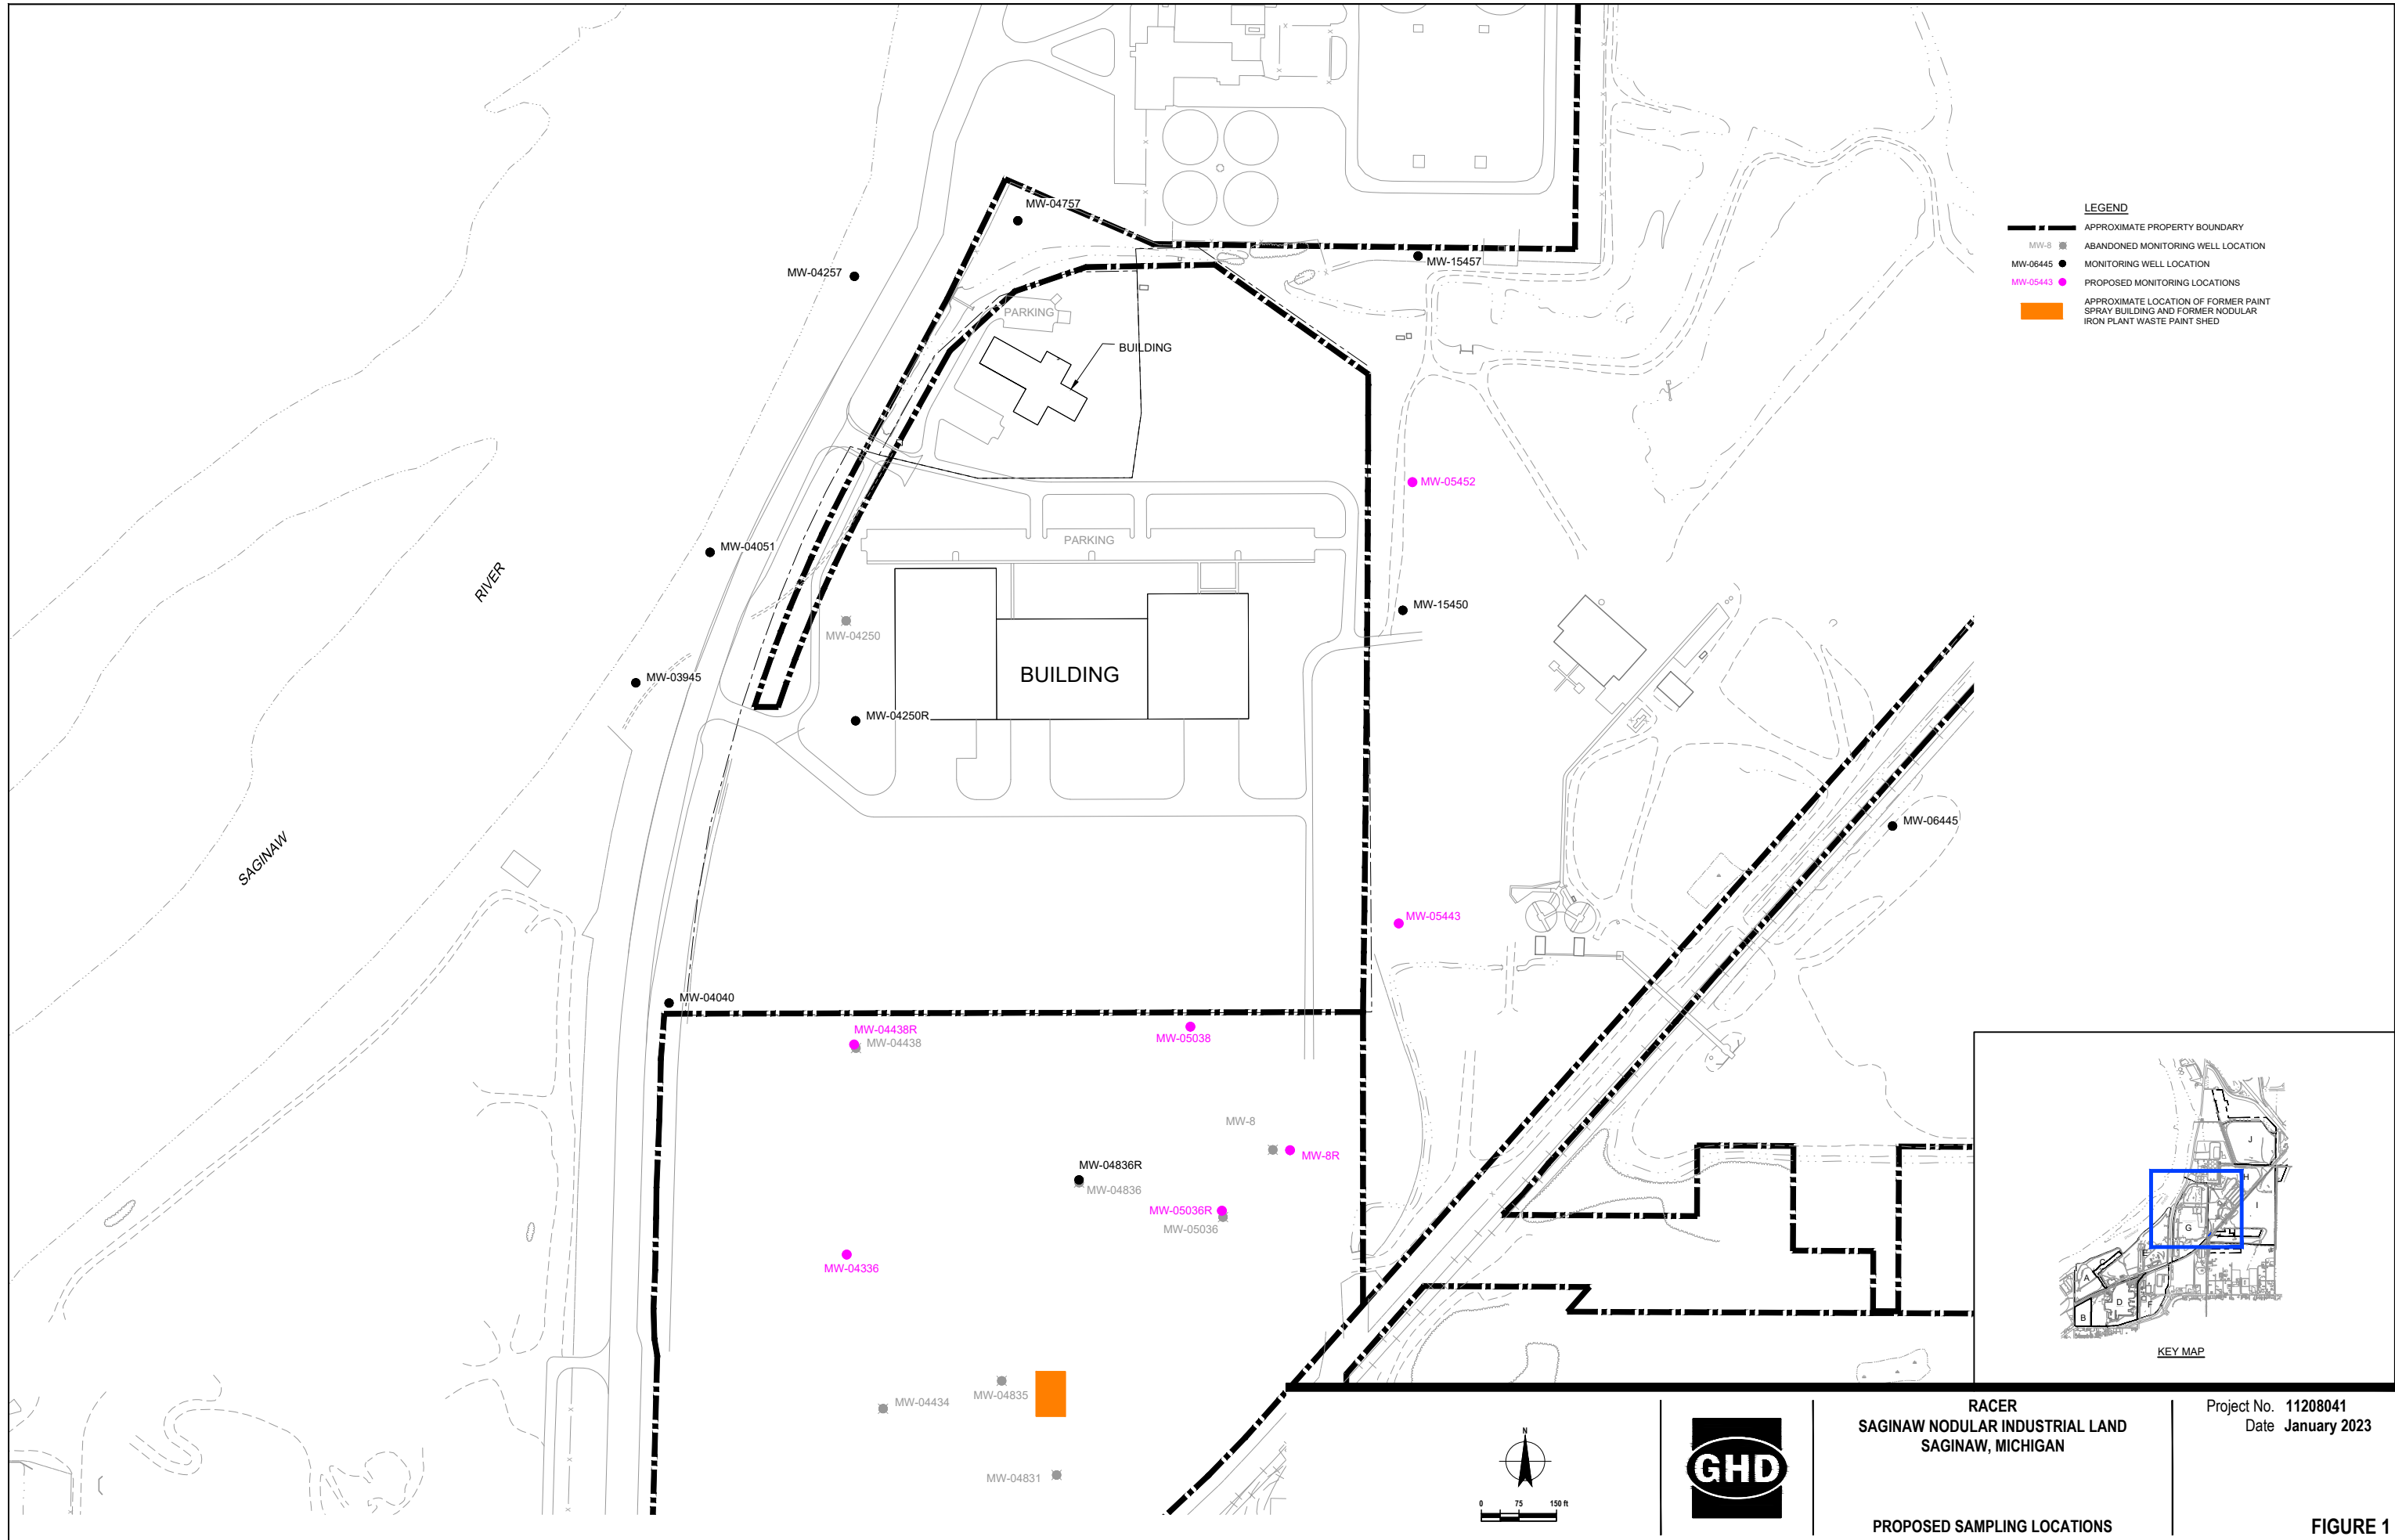 MW-04757
MW-04257
MW-15457
PARKING
BUILDING
LEGEND
APPROXIMATE PROPERTY BOUNDARY
MW-8 ABANDONED MONITORING WELL LOCATION
MW-06445 MONITORING WELL LOCATION
MW-05443 PROPOSED MONITORING LOCATIONS
APPROXIMATE LOCATION OF FORMER PAINT
SPRAY BUILDING AND FORMER NODULAR
IRON PLANT WASTE PAINT SHED
MW-05452
MW-04051
PARKING
RIVER
MW-15450
MW-04250
BUILDING
MW-03945
MW-04250R
SAGINAW
MW-06445
MW-05443
MW-04040
MW-04438R
MW-04438
MW-05038
MW-8
MW-8R
MW-04836R
MW-04836
MW-05036R
MW-05036
MW-04336
MW-04835
MW-04434
MW-04831
J
H
I
G
E
C
A
D
F
B
KEY MAP
N
0 75 150 ft
GHD
RACER
SAGINAW NODULAR INDUSTRIAL LAND
SAGINAW, MICHIGAN
PROPOSED SAMPLING LOCATIONS
Project No. 11208041
Date January 2023
FIGURE 1